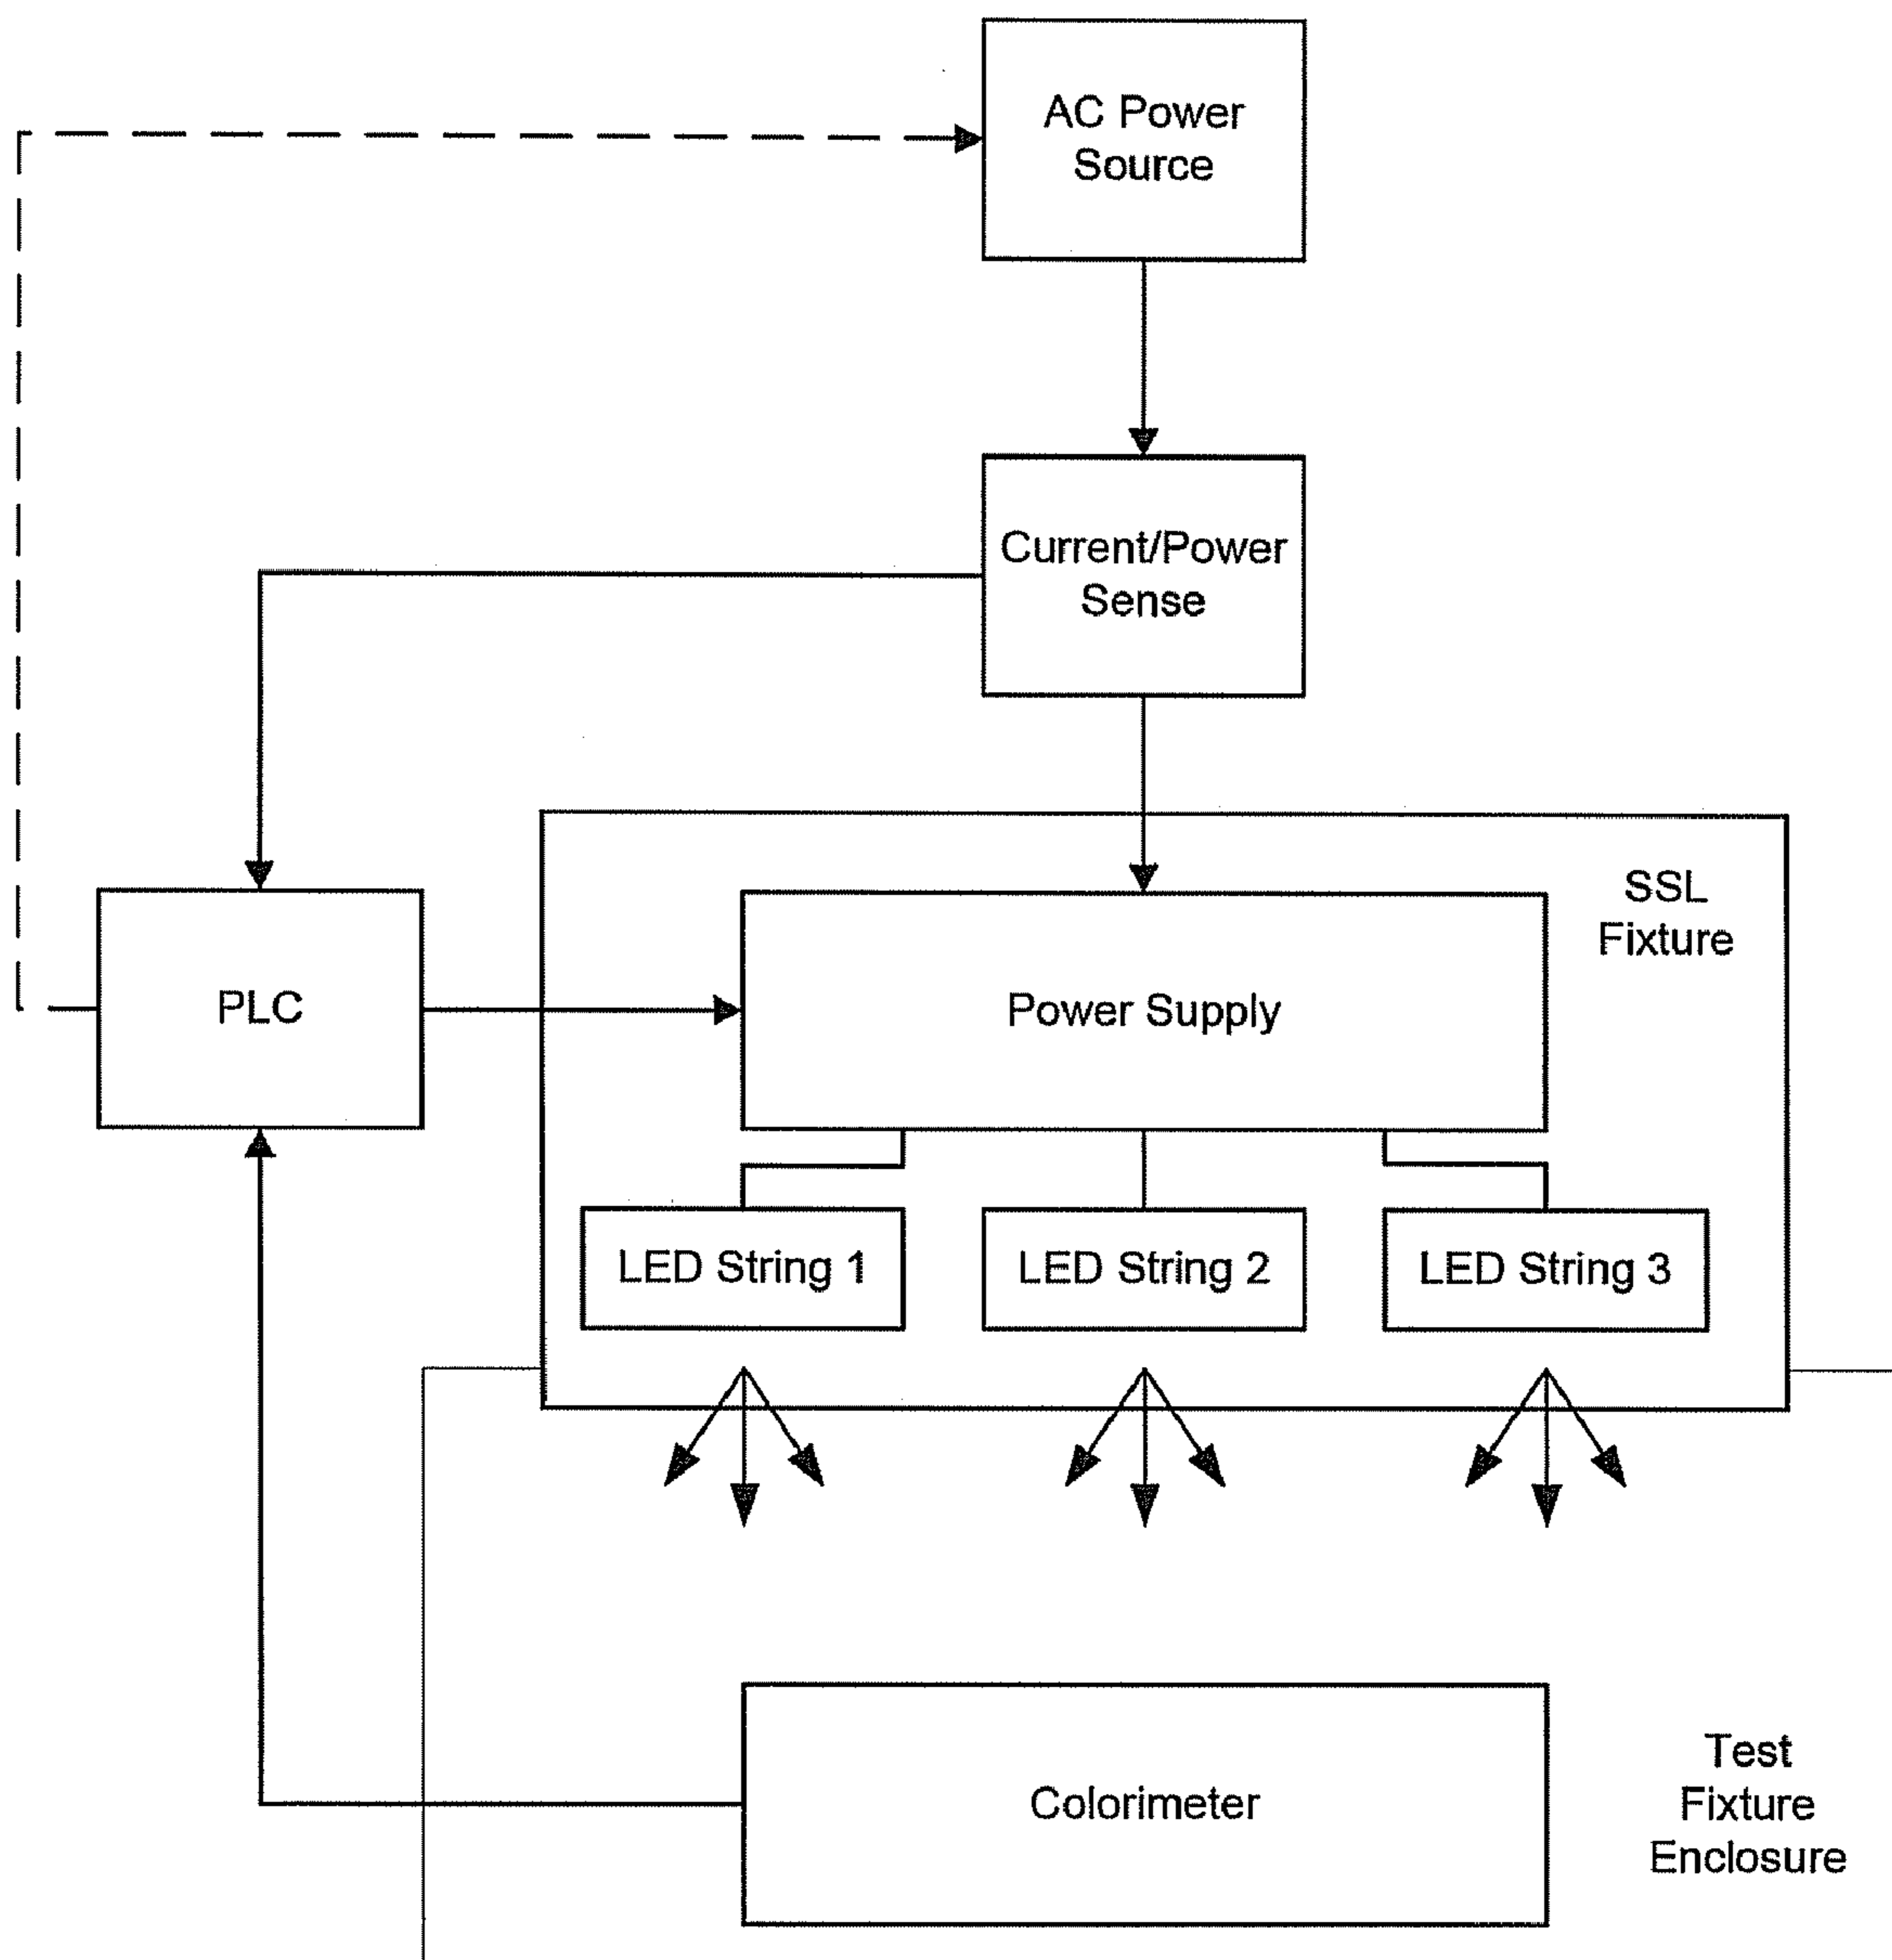 AC Power
Source
Current/Power
Sense
SSL
Fixture
PLC
Power Supply
LED String 1
LED String 2
LED String 3
Colorimeter
Test
Fixture
Enclosure